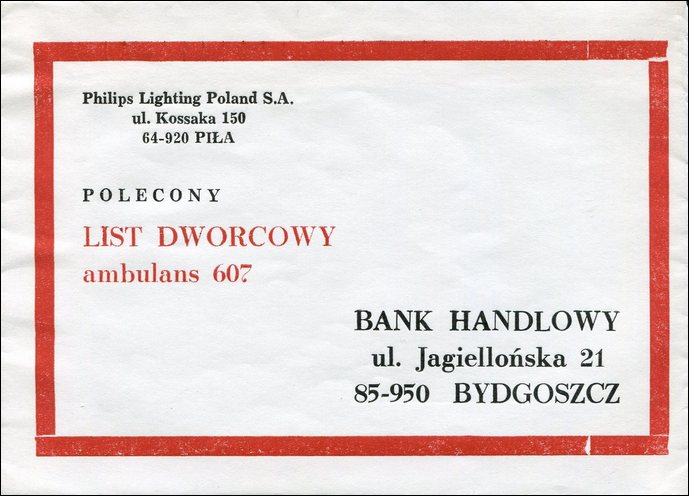 Philips Lighting Poland S.A.
ul. Kossaka 150
64-920 PIŁA
POLECONY
LIST DWORCOWY
ambulans 607
BANK HANDLOWY
ul. Jagiellońska 21
85-950 BYDGOSZCZ